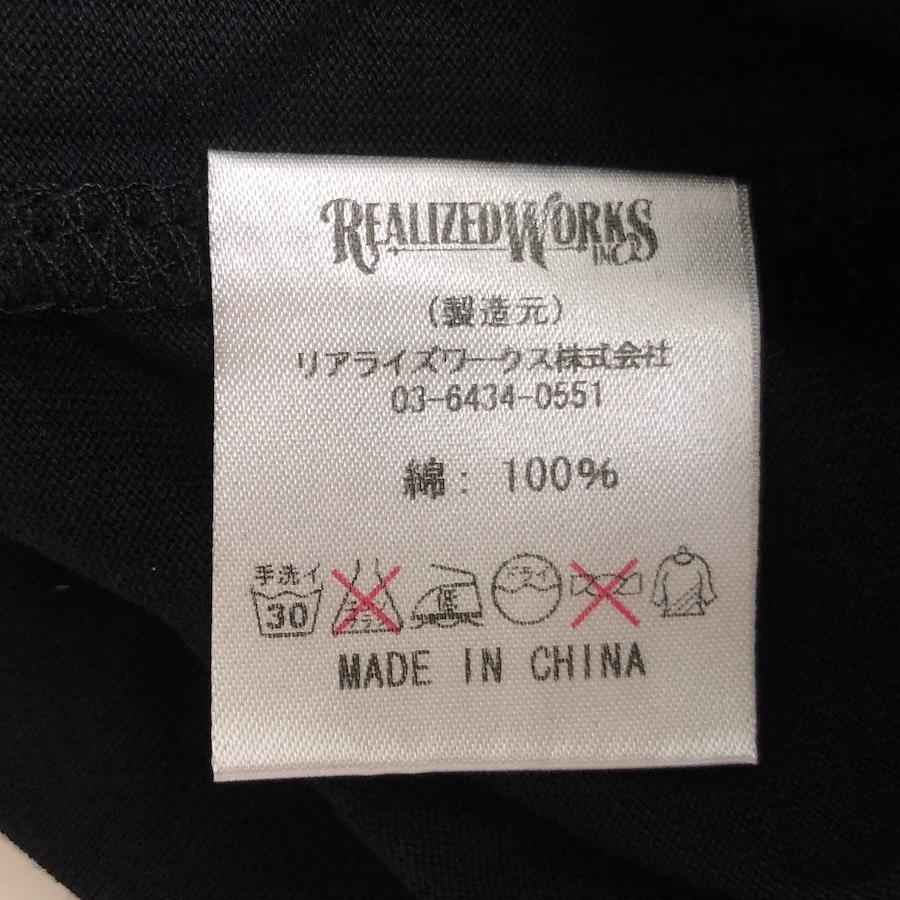 REALIZED WORKS INC.
(製造元)
リアライズワークス株式会社
03-6434-0551
綿: 100%
手洗イ
30
低
ドライ
MADE IN CHINA